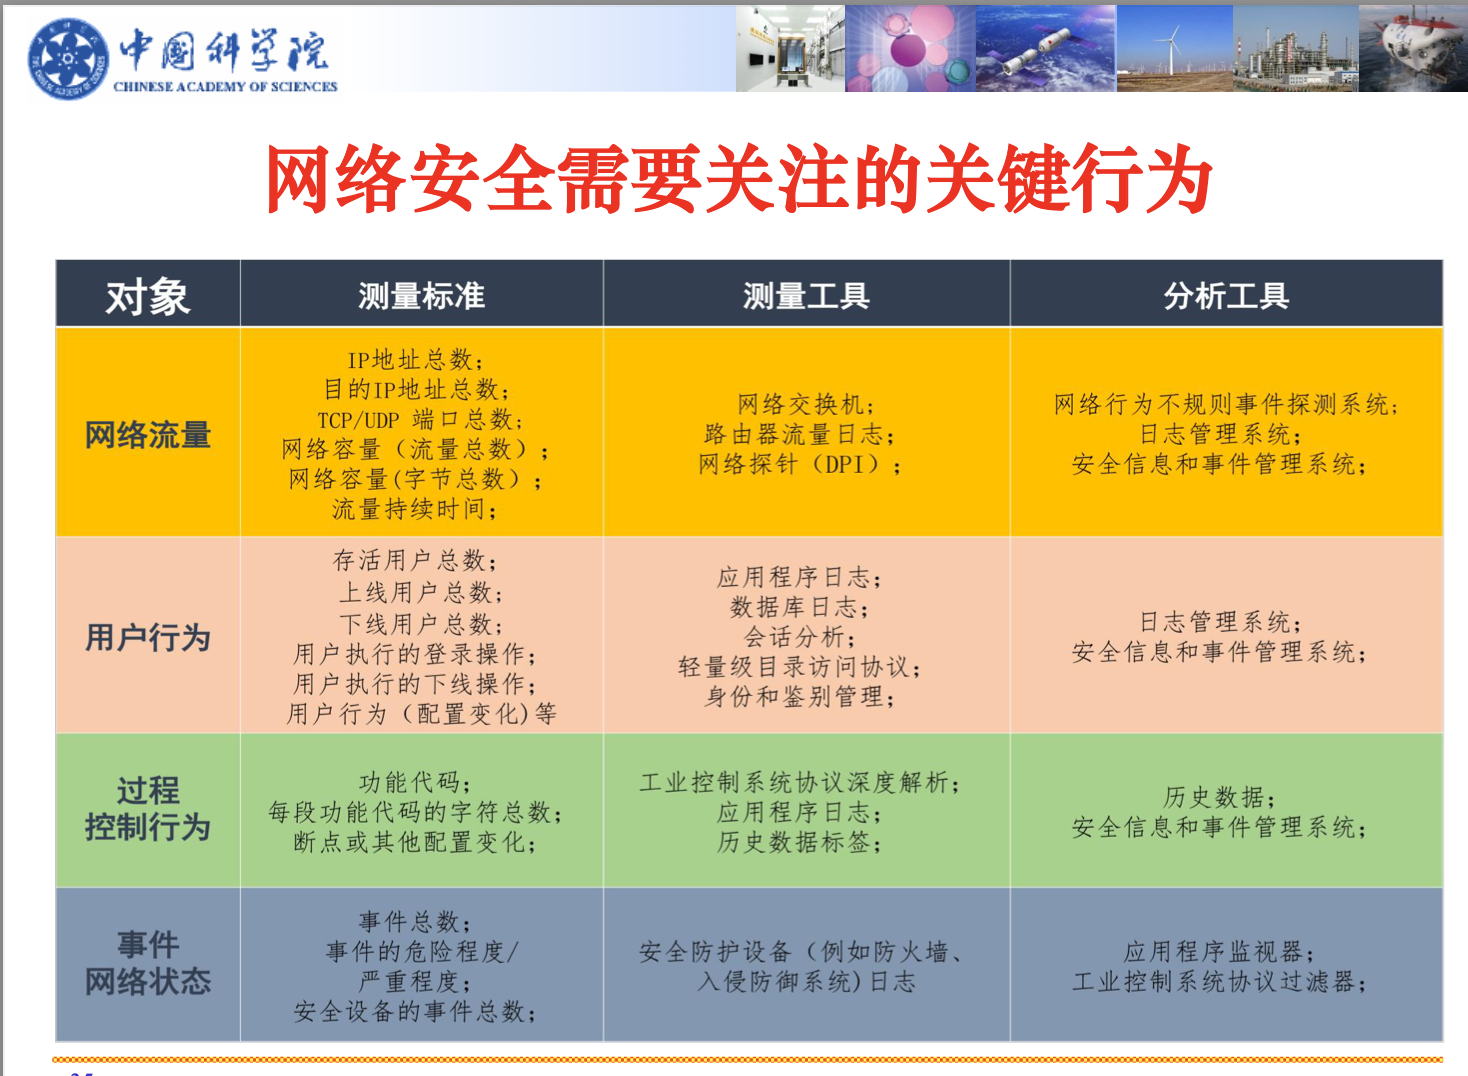 中国科学院
CHINESE ACADEMY OF SCIENCES
网络安全需要关注的关键行为
对象
测量标准
测量工具
分析工具
网络流量
IP地址总数;
目的IP地址总数;
TCP/UDP 端口总数;
网络容量（流量总数）;
网络容量(字节总数）;
流量持续时间;
网络交换机;
路由器流量日志;
网络探针（DPI）;
网络行为不规则事件探测系统;
日志管理系统;
安全信息和事件管理系统;
用户行为
存活用户总数;
上线用户总数;
下线用户总数;
用户执行的登录操作;
用户执行的下线操作;
用户行为（配置变化)等
应用程序日志;
数据库日志;
会话分析;
轻量级目录访问协议;
身份和鉴别管理;
日志管理系统;
安全信息和事件管理系统;
过程
控制行为
功能代码;
每段功能代码的字符总数;
断点或其他配置变化;
工业控制系统协议深度解析;
应用程序日志;
历史数据标签;
历史数据;
安全信息和事件管理系统;
事件
网络状态
事件总数;
事件的危险程度/
严重程度;
安全设备的事件总数;
安全防护设备（例如防火墙、
入侵防御系统)日志
应用程序监视器;
工业控制系统协议过滤器;